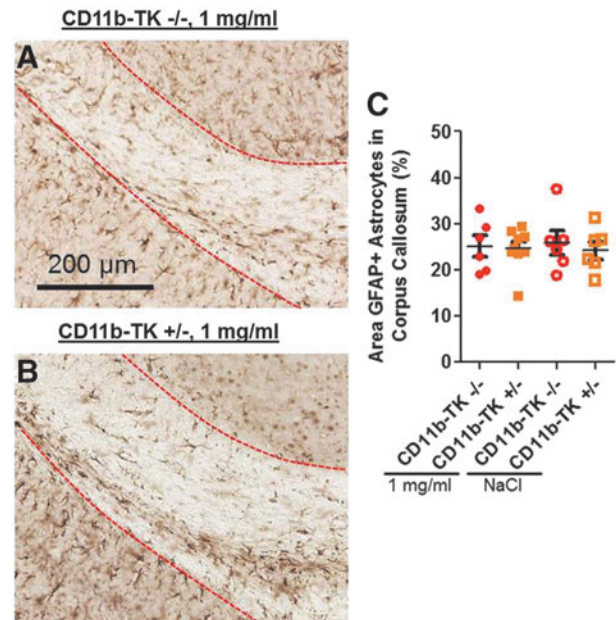 CD11b-TK -/-, 1 mg/ml
A
200 µm
CD11b-TK +/-, 1 mg/ml
B
C
Area GFAP+ Astrocytes in
Corpus Callosum (%)
50
40
30
20
10
0
CD11b-TK -/-
CD11b-TK +/-
CD11b-TK -/-
CD11b-TK +/-
1 mg/ml
NaCl